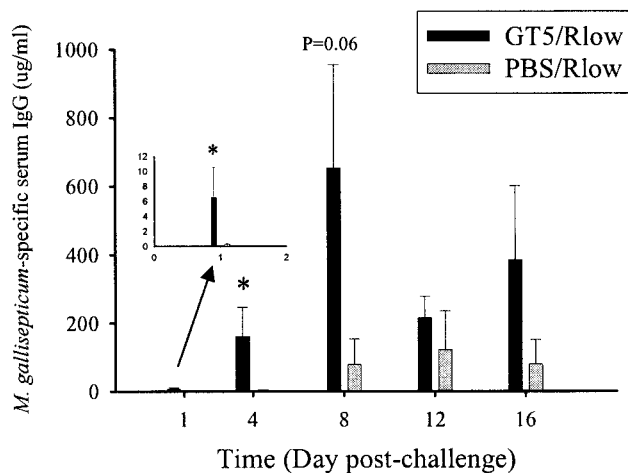 GT5/Rlow
PBS/Rlow
P=0.06
M. gallisepticum-specific serum IgG (ug/ml)
1000
800
600
400
200
0
12
10
8
6
4
2
0
*
0 1 2
*
1 4 8 12 16
Time (Day post-challenge)